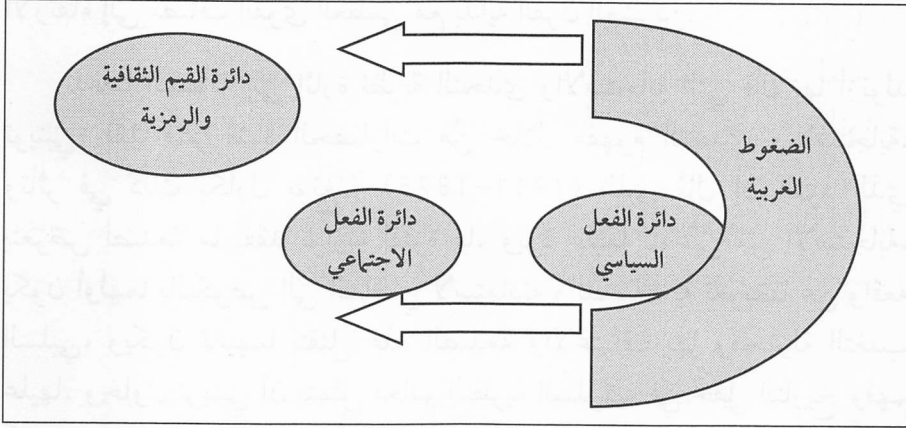 دائرة القيم الثقافية
والرمزية
الضغوط
الغربية
دائرة الفعل
السياسي
دائرة الفعل
الاجتماعي